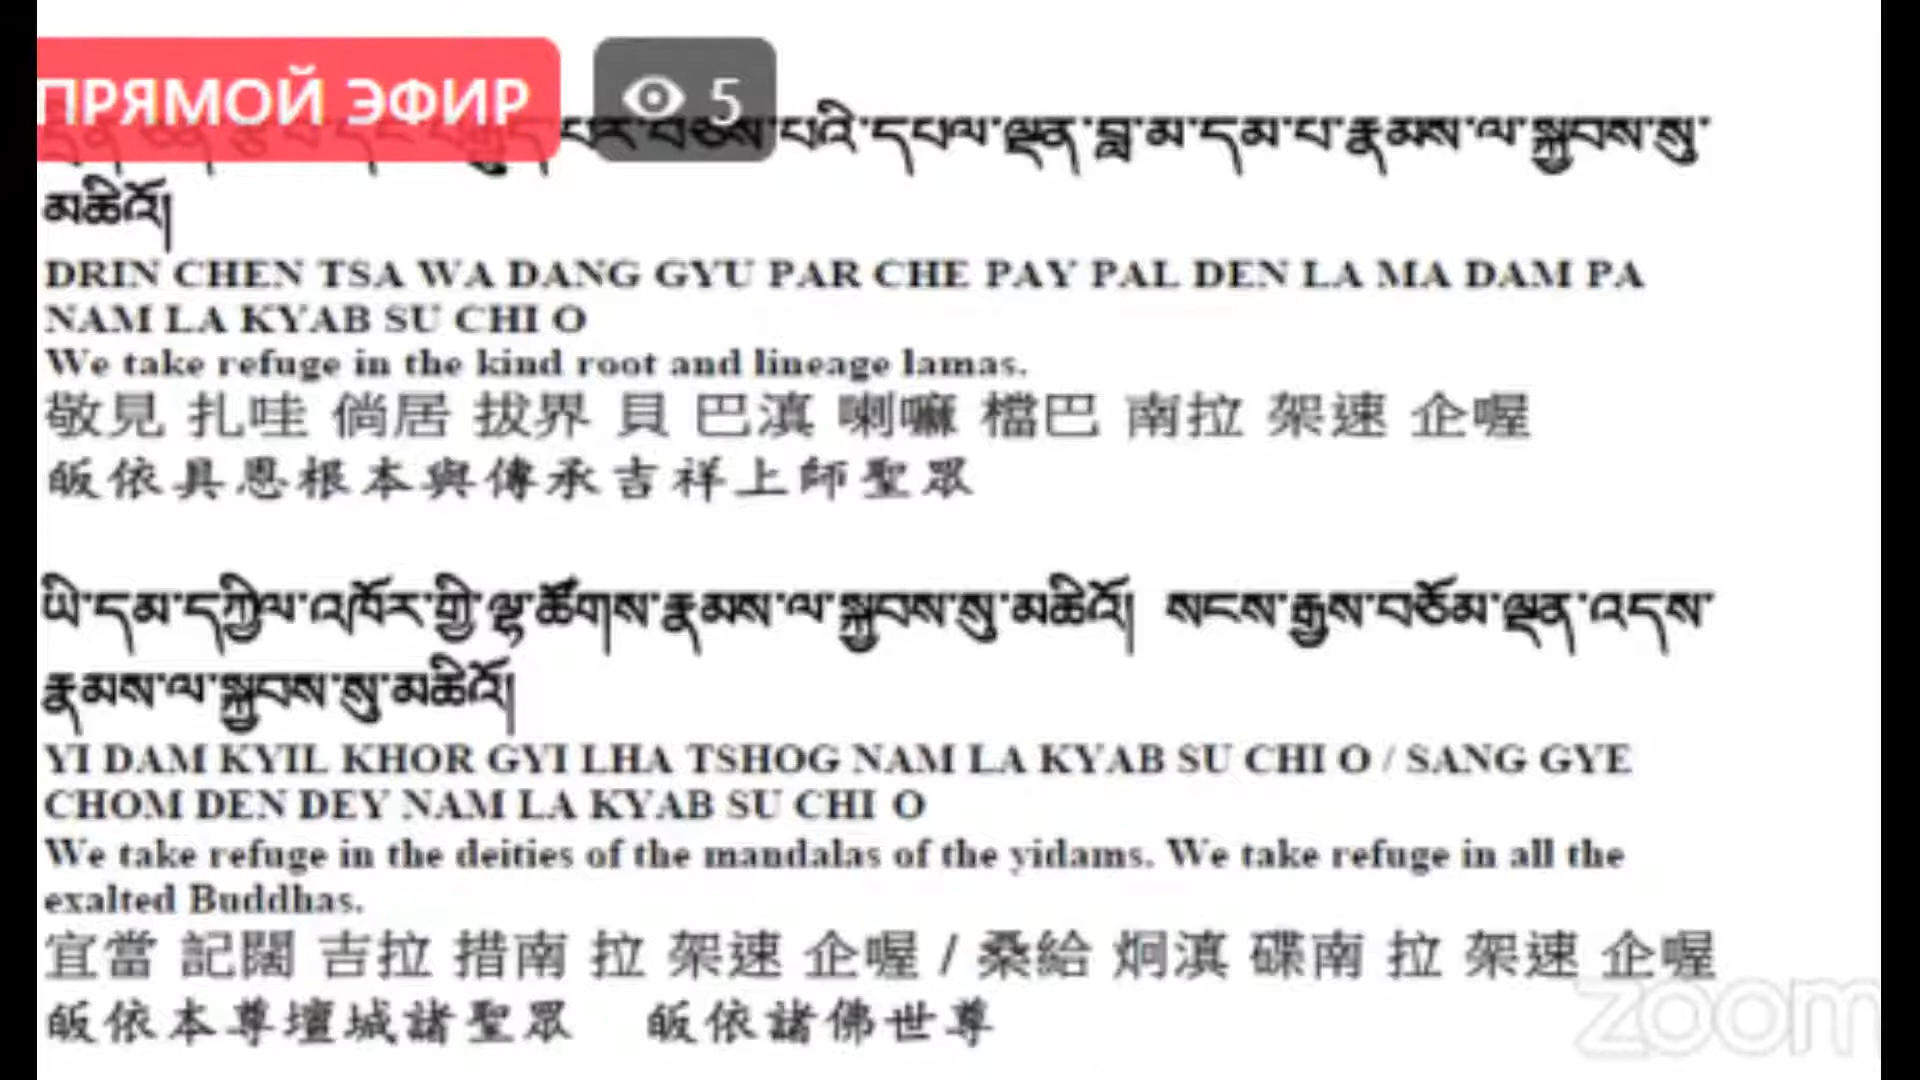 ПРЯМОЙ ЭФИР 5
དྲིན་ཅན་རྩ་བ་དང་བརྒྱུད་པར་བཅས་པའི་དཔལ་ལྡན་བླ་མ་དམ་པ་རྣམས་ལ་སྐྱབས་སུ་
མཆིའོ།
DRIN CHEN TSA WA DANG GYU PAR CHE PAY PAL DEN LA MA DAM PA
NAM LA KYAB SU CHI O
We take refuge in the kind root and lineage lamas.
敬見 扎哇 倘居 拔界 貝 巴滇 喇嘛 檔巴 南拉 架速 企喔
皈依具恩根本與傳承吉祥上師聖眾
ཡི་དམ་དཀྱིལ་འཁོར་གྱི་ལྷ་ཚོགས་རྣམས་ལ་སྐྱབས་སུ་མཆིའོ། སངས་རྒྱས་བཅོམ་ལྡན་འདས་
རྣམས་ལ་སྐྱབས་སུ་མཆིའོ།
YI DAM KYIL KHOR GYI LHA TSHOG NAM LA KYAB SU CHI O / SANG GYE
CHOM DEN DEY NAM LA KYAB SU CHI O
We take refuge in the deities of the mandalas of the yidams. We take refuge in all the
exalted Buddhas.
宜當 記闊 吉拉 措南 拉 架速 企喔 / 桑給 炯滇 碟南 拉 架速 企喔
皈依本尊壇城諸聖眾 皈依諸佛世尊
zoom